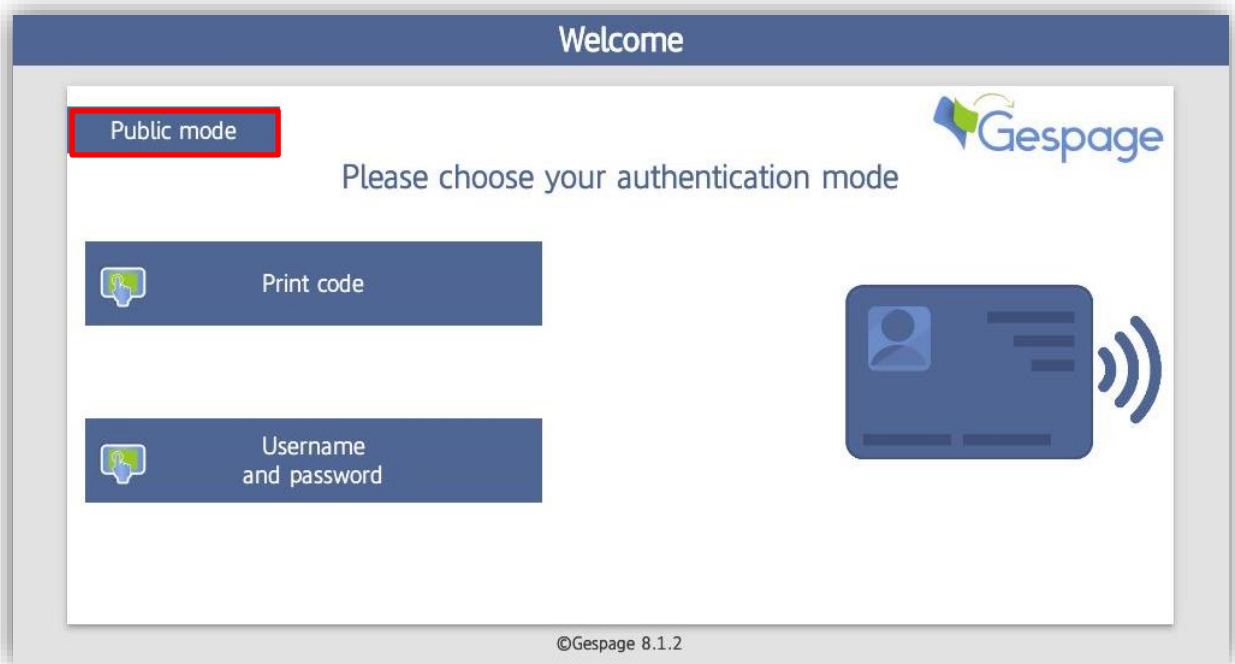 Welcome
Public mode
Gespage
Please choose your authentication mode
Print code
Username
and password
©Gespage 8.1.2